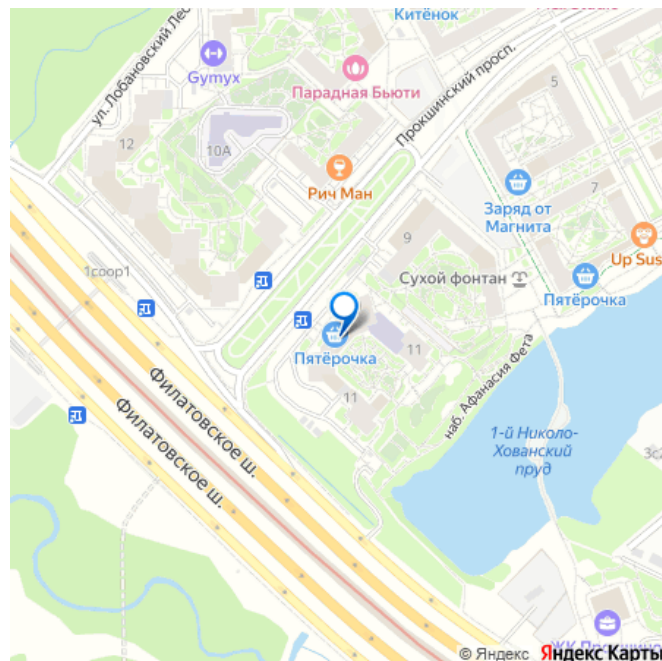 Китёнок
Gymyx
Парадная Бьюти
ул. Лобановский Лес
Прокшинский просп.
5
12
10А
Рич Ман
Заряд от
Магнита
7
9
Up Sus
1соор1
Сухой фонтан
Пятёрочка
Пятёрочка
11
11
наб. Афанасия Фета
Филатовское ш.
Филатовское ш.
1-й Николо-
Хованский
пруд
3с2
© Яндекс
Яндекс Карты